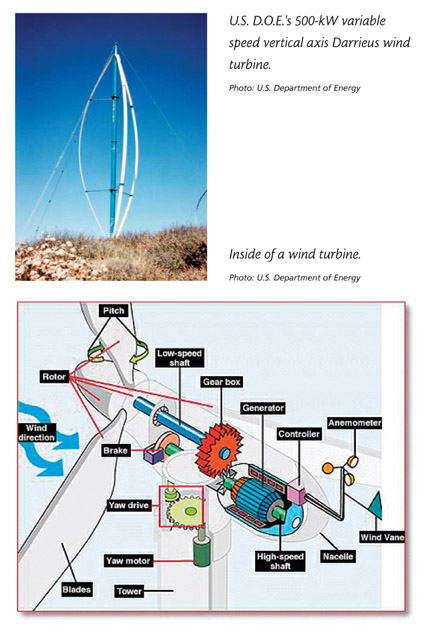 U.S. D.O.E.'s 500-kW variable
speed vertical axis Darrieus wind
turbine.
Photo: U.S. Department of Energy
Inside of a wind turbine.
Photo: U.S. Department of Energy
Pitch
Low-speed
shaft
Rotor
Gear box
Generator
Anemometer
Controller
Wind
direction
Brake
Yaw drive
Wind Vane
High-speed
shaft
Nacelle
Yaw motor
Blades
Tower